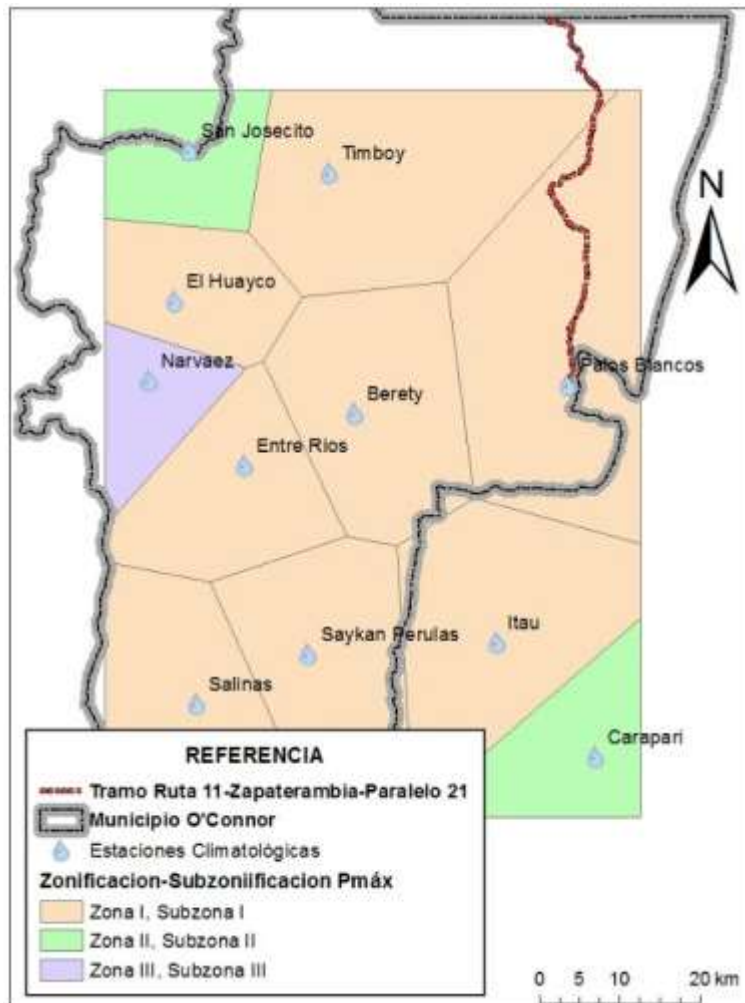 San Josecito
Timboy
N
El Huayco
Narvaez
Palos Blancos
Berety
Entre Rios
Saykan Perulas
Itau
Salinas
Carapari
REFERENCIA
Tramo Ruta 11-Zapaterambia-Paralelo 21
Municipio O'Connor
Estaciones Climatológicas
Zonificacion-Subzoniificacion Pmáx
Zona I, Subzona I
Zona II, Subzona II
Zona III, Subzona III
0 5 10 20 km